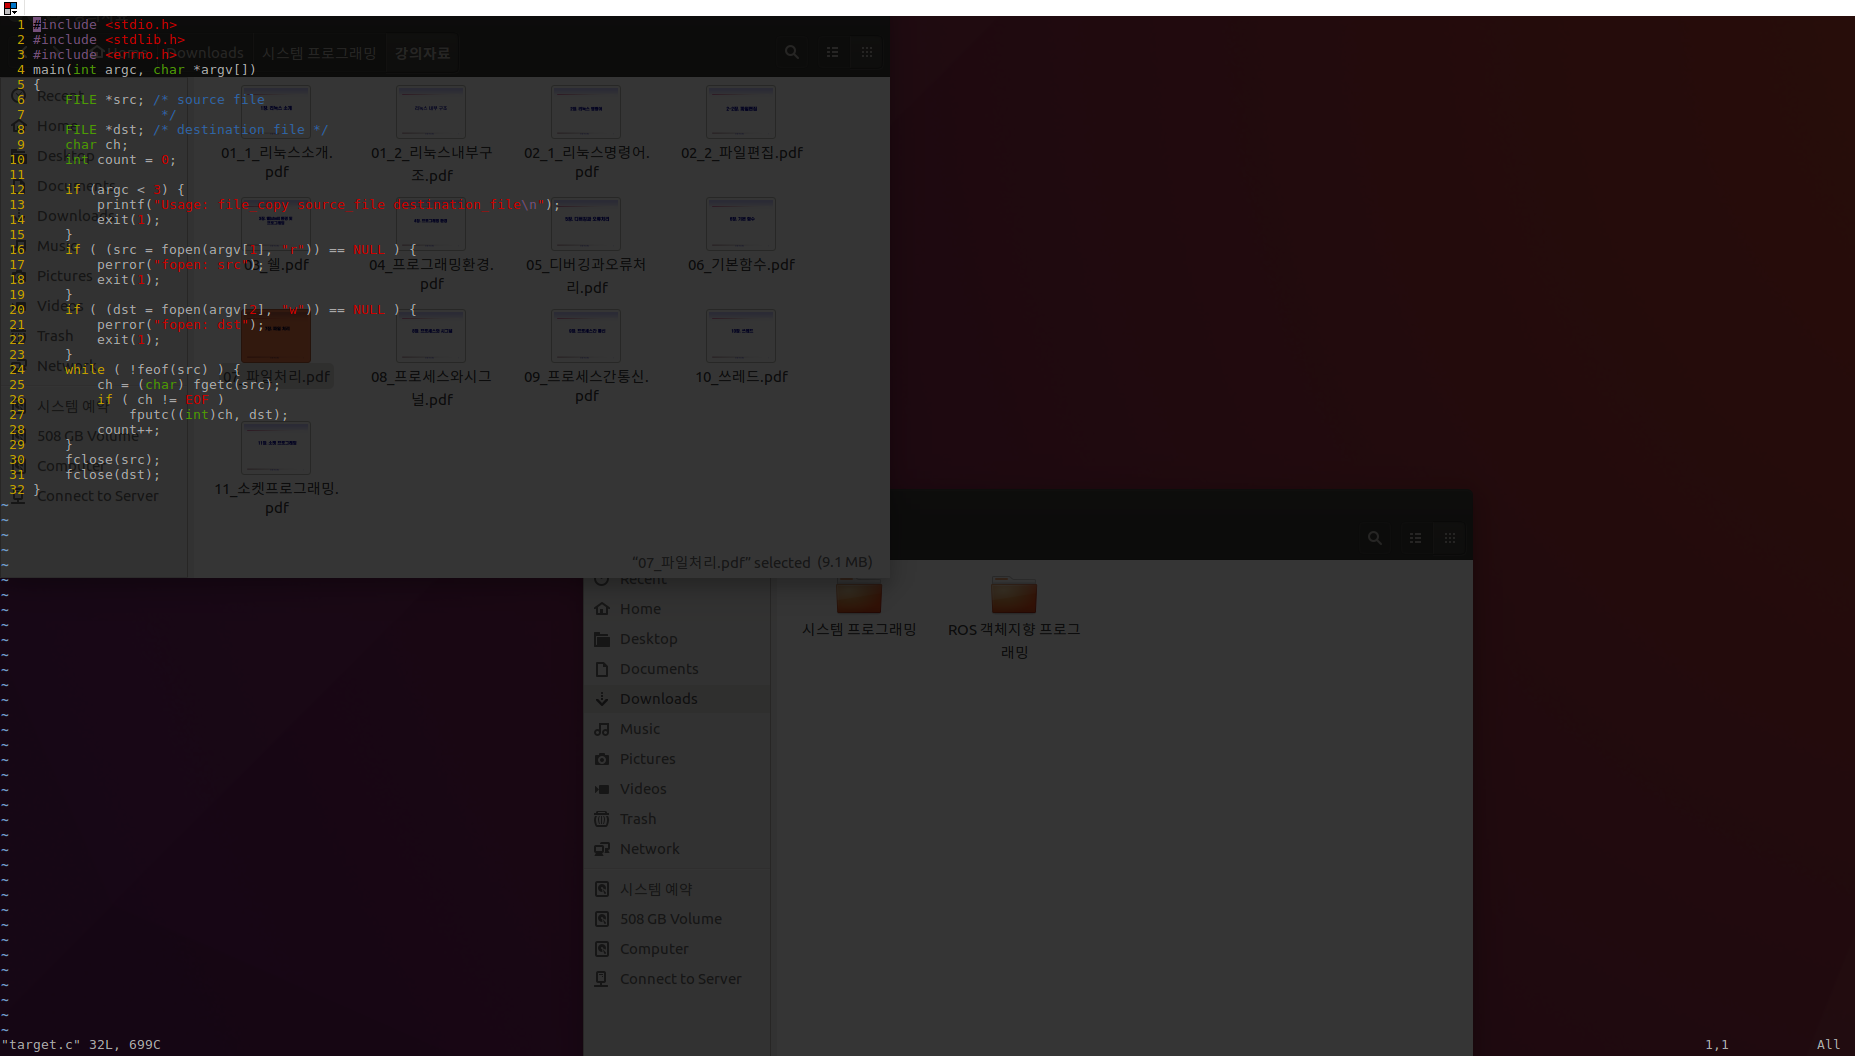 1 #include <stdio.h>
2 #include <stdlib.h>
3 #include <errno.h>
4 main(int argc, char *argv[])
5 {
6     FILE *src; /* source file
7                 */
8     FILE *dst; /* destination file */
9     char ch;
10     int count = 0;
11
12     if (argc < 3) {
13         printf("Usage: file_copy source_file destination_file\n");
14         exit(1);
15     }
16     if ( (src = fopen(argv[1], "r")) == NULL ) {
17         perror("fopen: src");
18         exit(1);
19     }
20     if ( (dst = fopen(argv[2], "w")) == NULL ) {
21         perror("fopen: dst");
22         exit(1);
23     }
24     while ( !feof(src) ) {
25         ch = (char) fgetc(src);
26         if ( ch != EOF )
27             fputc((int)ch, dst);
28         count++;
29     }
30     fclose(src);
31     fclose(dst);
32 }
"target.c" 32L, 699C
1,1
All
Home
Downloads
시스템 프로그래밍
강의자료
Recent
Home
Desktop
Documents
Downloads
Music
Pictures
Videos
Trash
Network
시스템 예약
508 GB Volume
Computer
Connect to Server
01_1_리눅스소개.
pdf
01_2_리눅스내부구
조.pdf
02_1_리눅스명령어.
pdf
02_2_파일편집.pdf
03_쉘.pdf
04_프로그래밍환경.
pdf
05_디버깅과오류처
리.pdf
06_기본함수.pdf
07_파일처리.pdf
08_프로세스와시그
널.pdf
09_프로세스간통신.
pdf
10_쓰레드.pdf
11_소켓프로그래밍.
pdf
"07_파일처리.pdf" selected (9.1 MB)
Recent
Home
Desktop
Documents
Downloads
Music
Pictures
Videos
Trash
Network
시스템 예약
508 GB Volume
Computer
Connect to Server
시스템 프로그래밍
ROS 객체지향 프로그
래밍